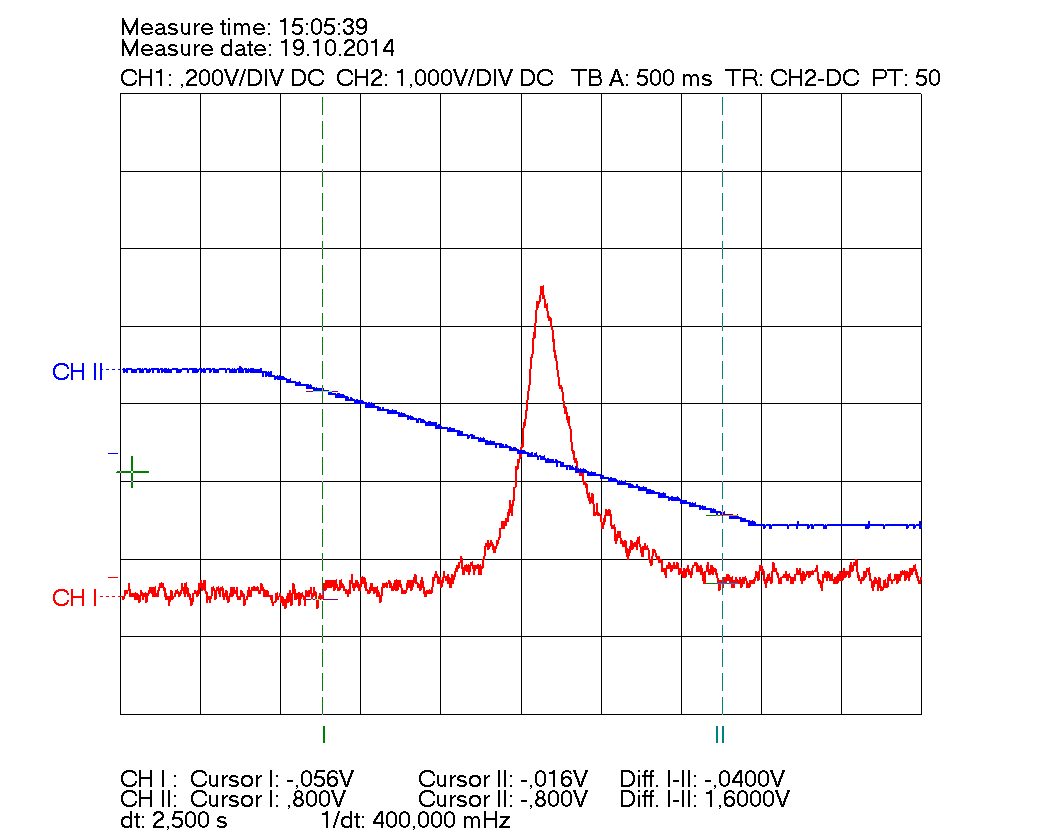 Measure time: 15:05:39
Measure date: 19.10.2014
CH1: ,200V/DIV DC CH2: 1,000V/DIV DC TB A: 500 ms TR: CH2-DC PT: 50
CH II
CH I
I II
CH I : Cursor I: -,056V Cursor II: -,016V Diff. I-II: -,0400V
CH II: Cursor I: ,800V Cursor II: -,800V Diff. I-II: 1,6000V
dt: 2,500 s 1/dt: 400,000 mHz